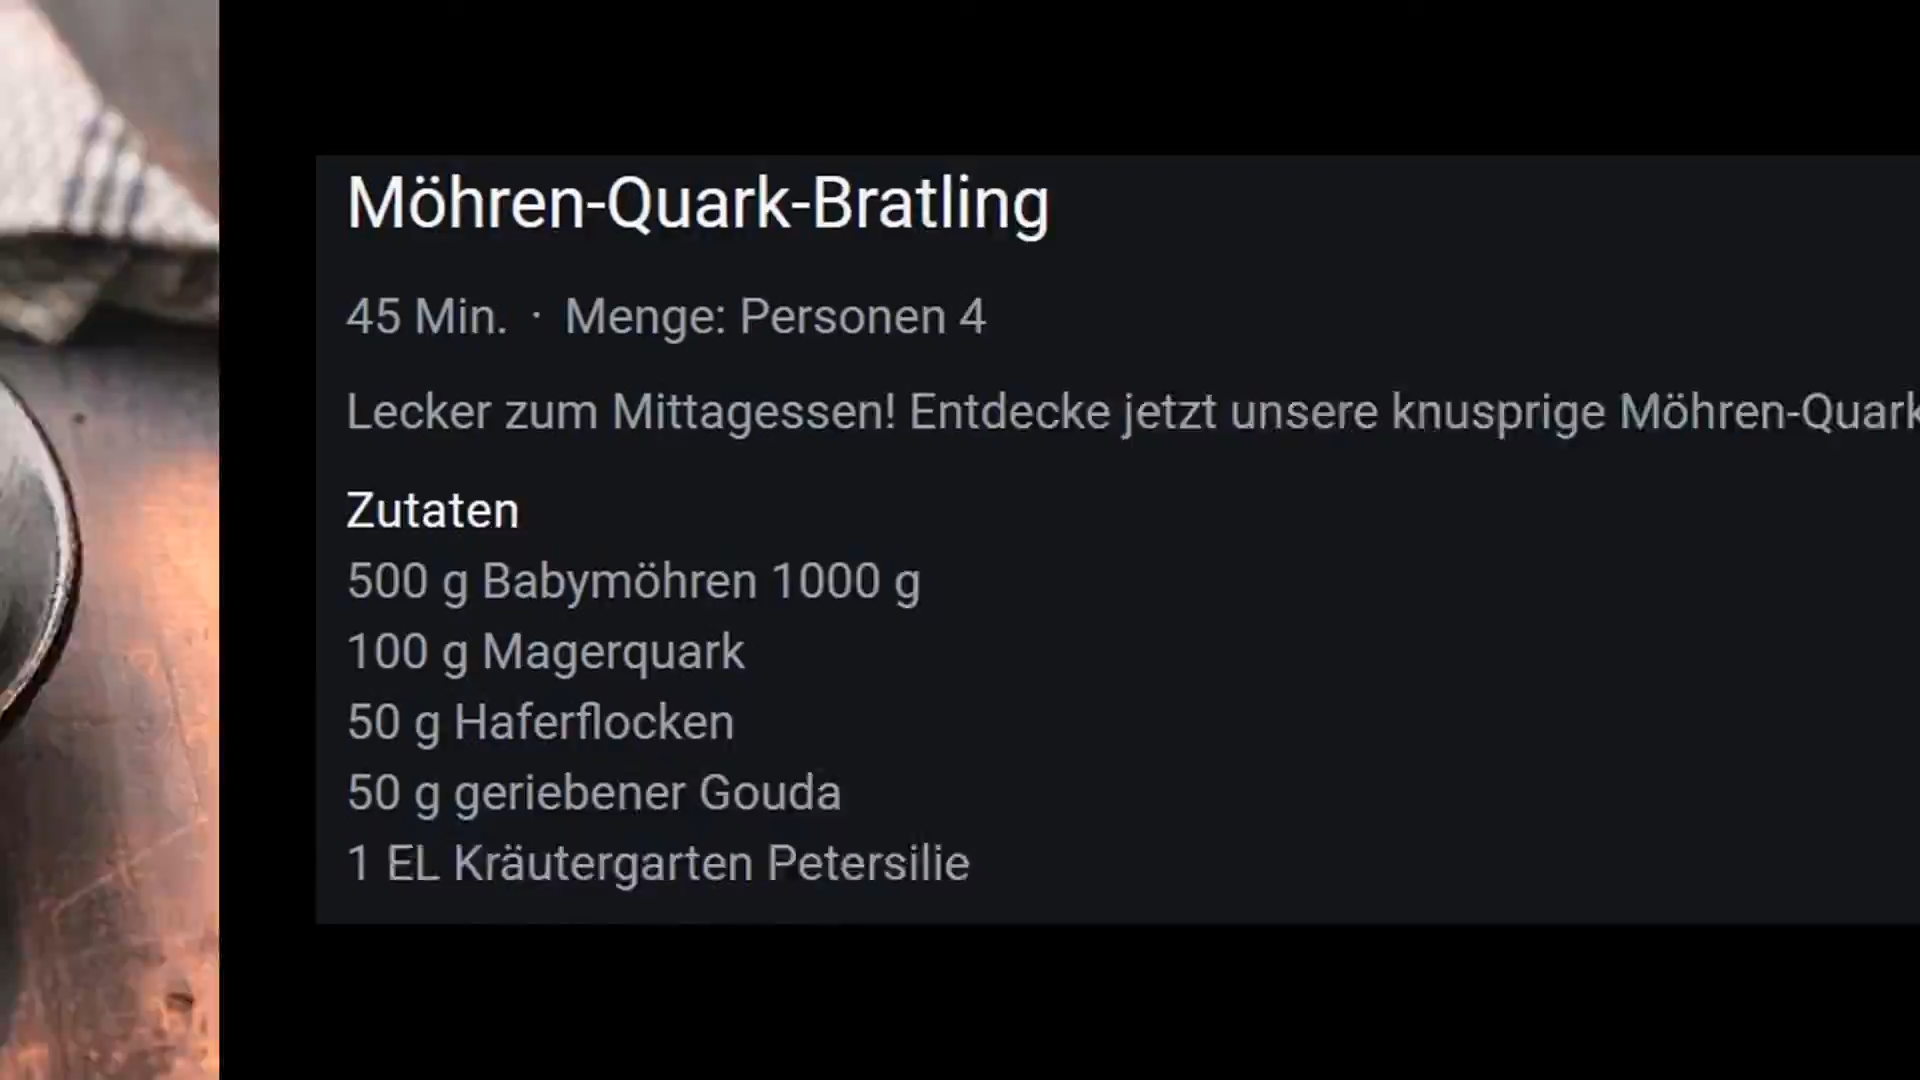 Möhren-Quark-Bratling
45 Min. · Menge: Personen 4
Lecker zum Mittagessen! Entdecke jetzt unsere knusprige Möhren-Quark
Zutaten
500 g Babymöhren 1000 g
100 g Magerquark
50 g Haferflocken
50 g geriebener Gouda
1 EL Kräutergarten Petersilie